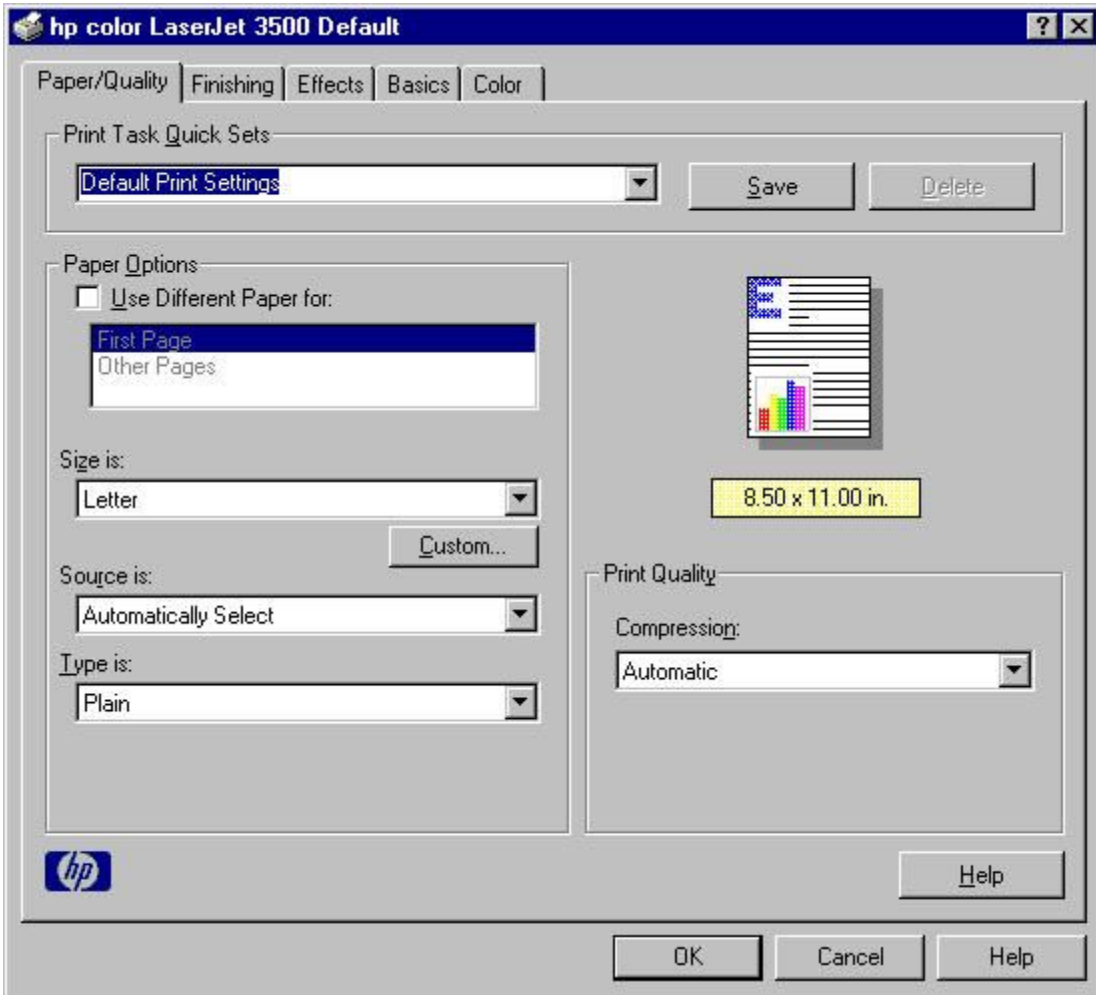 hp color LaserJet 3500 Default
Paper/Quality Finishing Effects Basics Color
Print Task Quick Sets
Default Print Settings Save Delete
Paper Options
Use Different Paper for:
First Page
Other Pages
E
Size is:
Letter
8.50 x 11.00 in.
Custom...
Source is:
Automatically Select
Type is:
Plain
Print Quality
Compression:
Automatic
hp
Help
OK Cancel Help